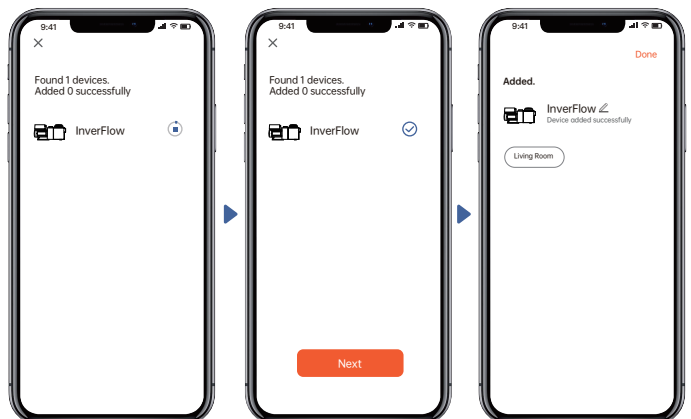 9:41
Found 1 devices.
Added 0 successfully
InverFlow
9:41
Found 1 devices.
Added 0 successfully
InverFlow
Next
9:41
Done
Added.
InverFlow
Device added successfully
Living Room